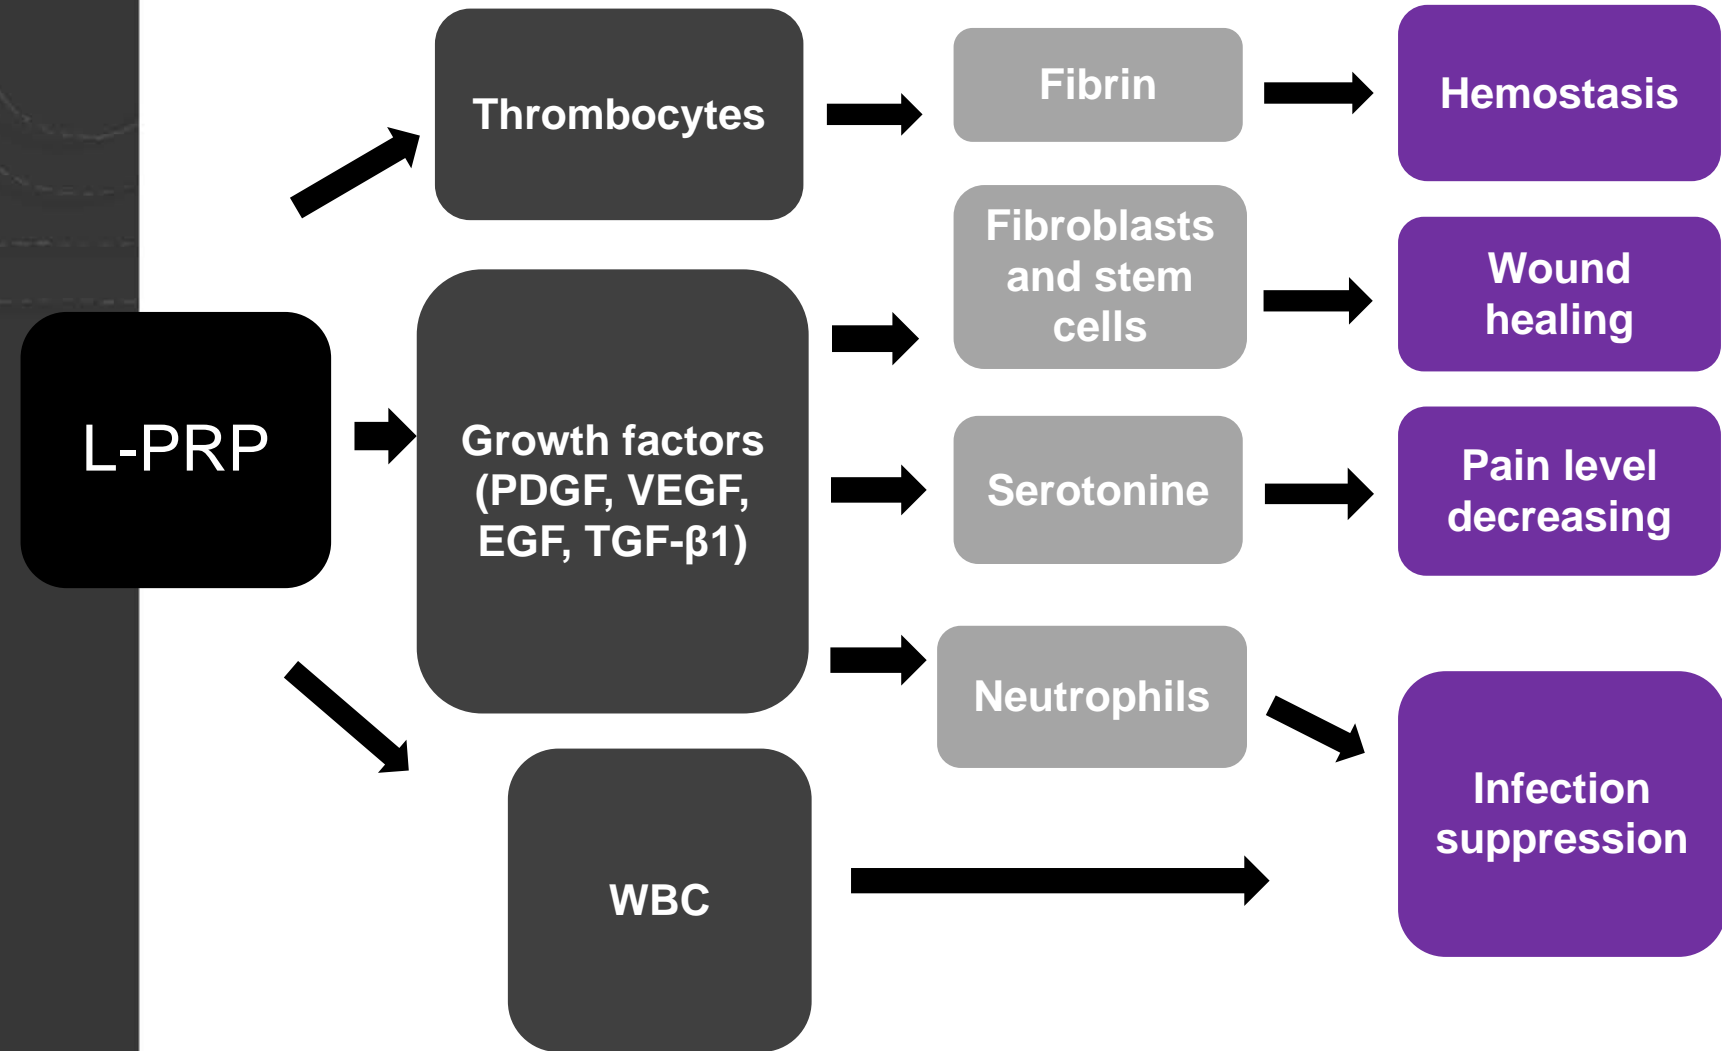 L-PRP
Thrombocytes
Growth factors
(PDGF, VEGF,
EGF, TGF-β1)
WBC
Fibrin
Fibroblasts
and stem
cells
Serotonine
Neutrophils
Hemostasis
Wound
healing
Pain level
decreasing
Infection
suppression